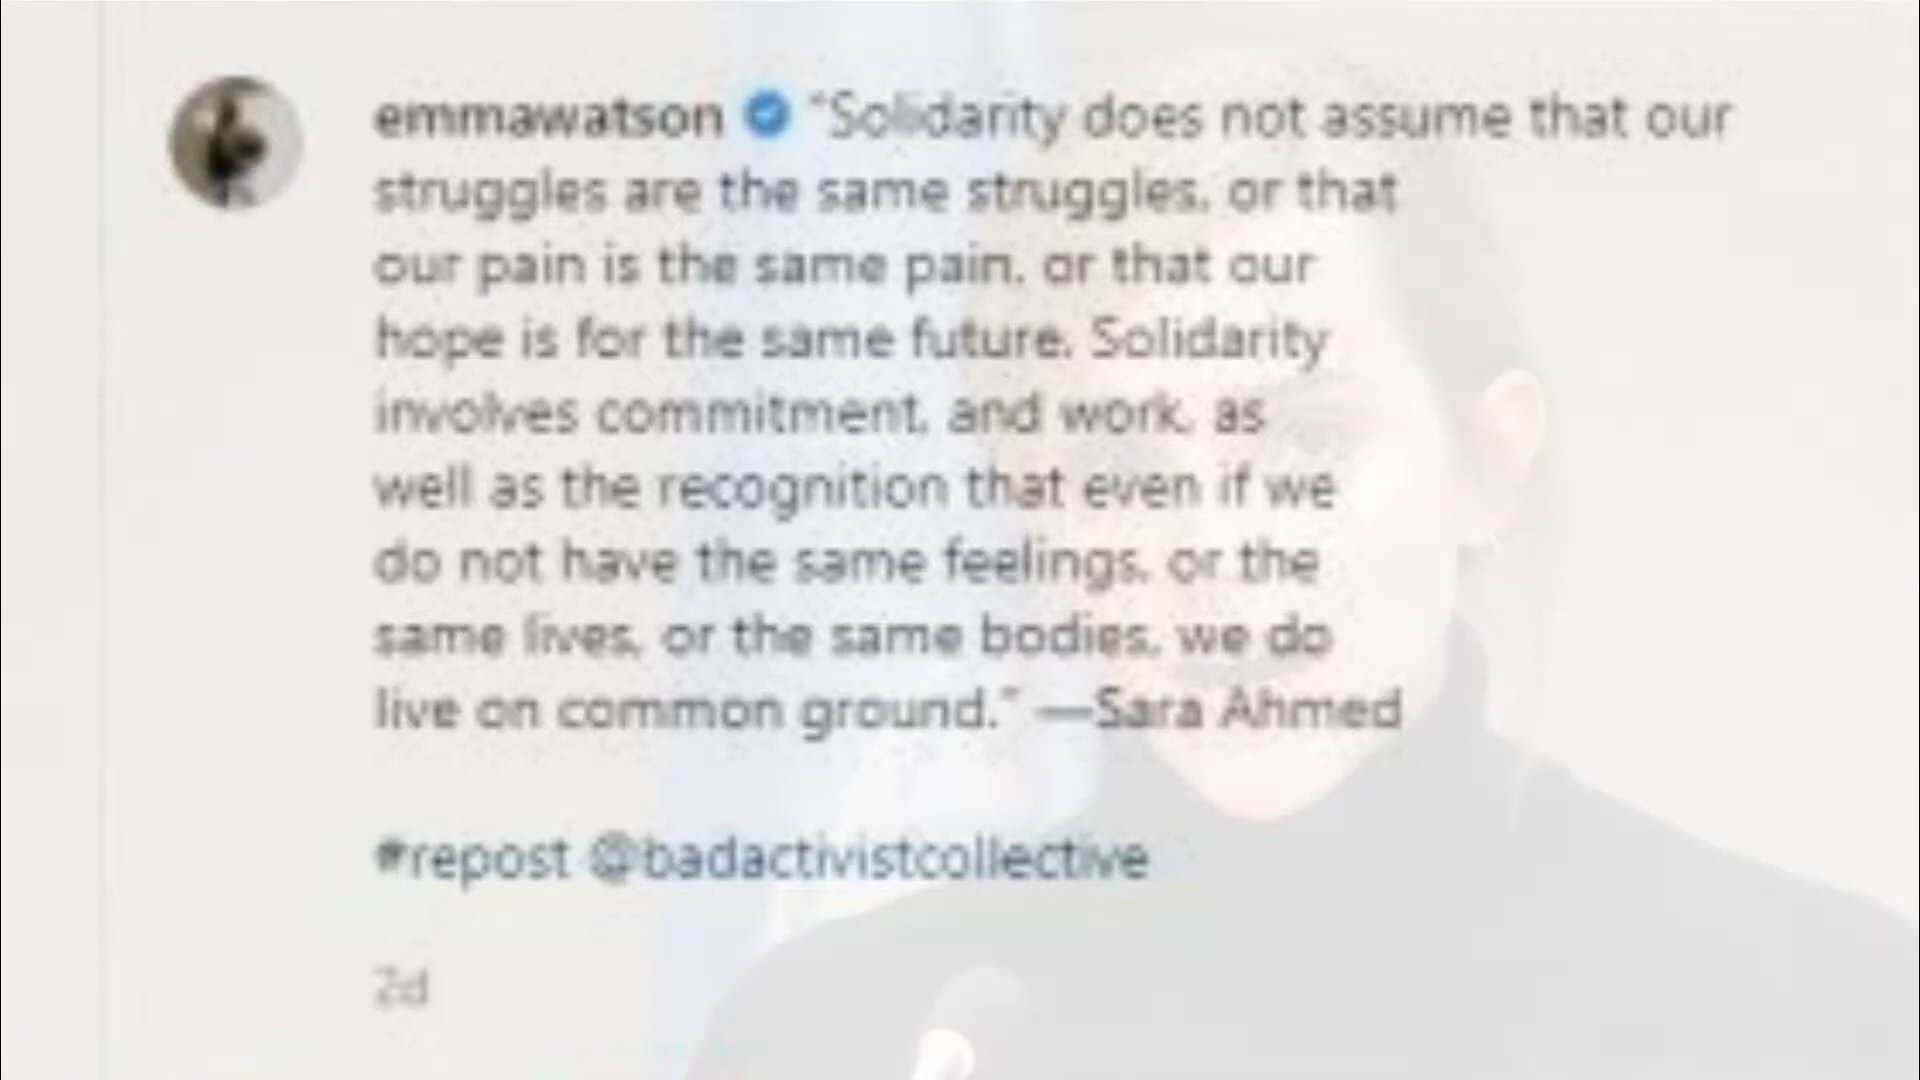 emmawatson "Solidarity does not assume that our
struggles are the same struggles, or that
our pain is the same pain, or that our
hope is for the same future. Solidarity
involves commitment, and work, as
well as the recognition that even if we
do not have the same feelings, or the
same lives, or the same bodies, we do
live on common ground." —Sara Ahmed
#repost @badactivistcollective
2d